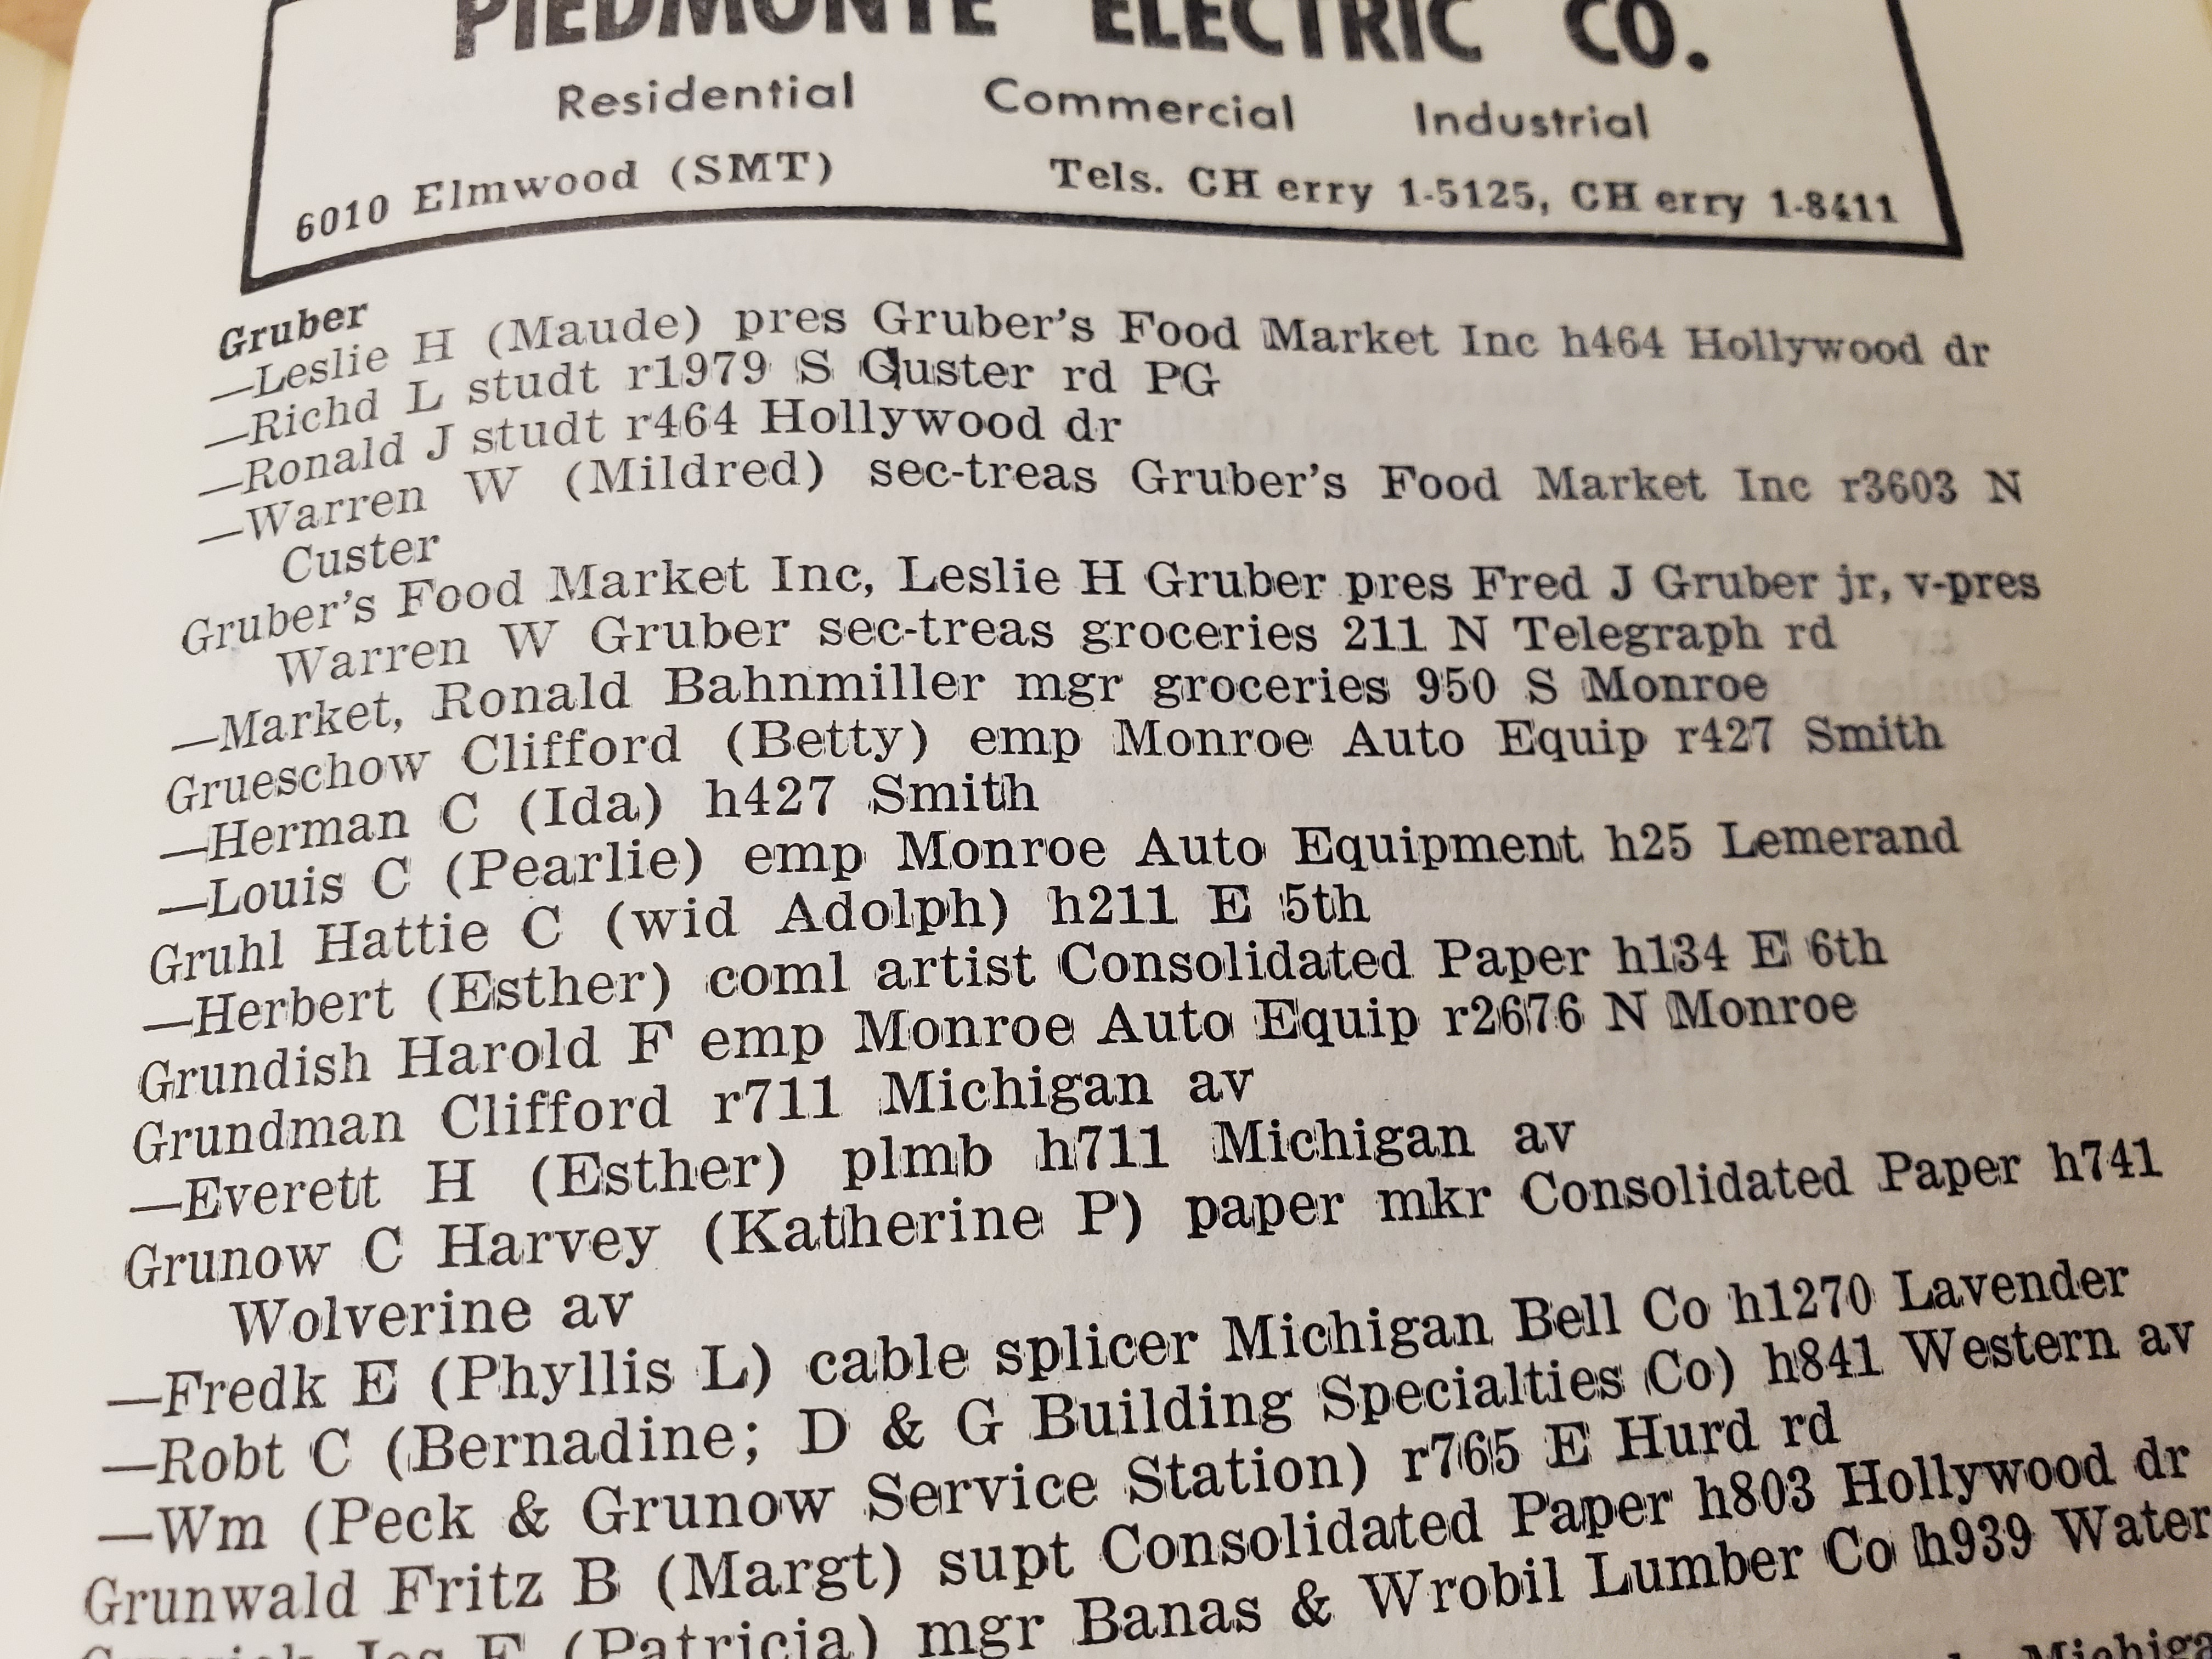 PIEDMONTE ELECTRIC CO.
Residential Commercial Industrial
6010 Elmwood (SMT) Tels. CH erry 1-5125, CH erry 1-8411
Gruber
—Leslie H (Maude) pres Gruber's Food Market Inc h464 Hollywood dr
—Richd L studt r1979 S Custer rd PG
—Ronald J studt r464 Hollywood dr
—Warren W (Mildred) sec-treas Gruber's Food Market Inc r3603 N
Custer
Gruber's Food Market Inc, Leslie H Gruber pres Fred J Gruber jr, v-pres
Warren W Gruber sec-treas groceries 211 N Telegraph rd
—Market, Ronald Bahnmiller mgr groceries 950 S Monroe
Grueschow Clifford (Betty) emp Monroe Auto Equip r427 Smith
—Herman C (Ida) h427 Smith
—Louis C (Pearlie) emp Monroe Auto Equipment h25 Lemerand
Gruhl Hattie C (wid Adolph) h211 E 5th
—Herbert (Esther) coml artist Consolidated Paper h134 E 6th
Grundish Harold F emp Monroe Auto Equip r2676 N Monroe
Grundman Clifford r711 Michigan av
—Everett H (Esther) plmb h711 Michigan av
Grunow C Harvey (Katherine P) paper mkr Consolidated Paper h741
Wolverine av
—Fredk E (Phyllis L) cable splicer Michigan Bell Co h1270 Lavender
—Robt C (Bernadine; D & G Building Specialties Co) h841 Western av
—Wm (Peck & Grunow Service Station) r765 E Hurd rd
Grunwald Fritz B (Margt) supt Consolidated Paper h803 Hollywood dr
Jos F (Patricia) mgr Banas & Wrobil Lumber Co h939 Water